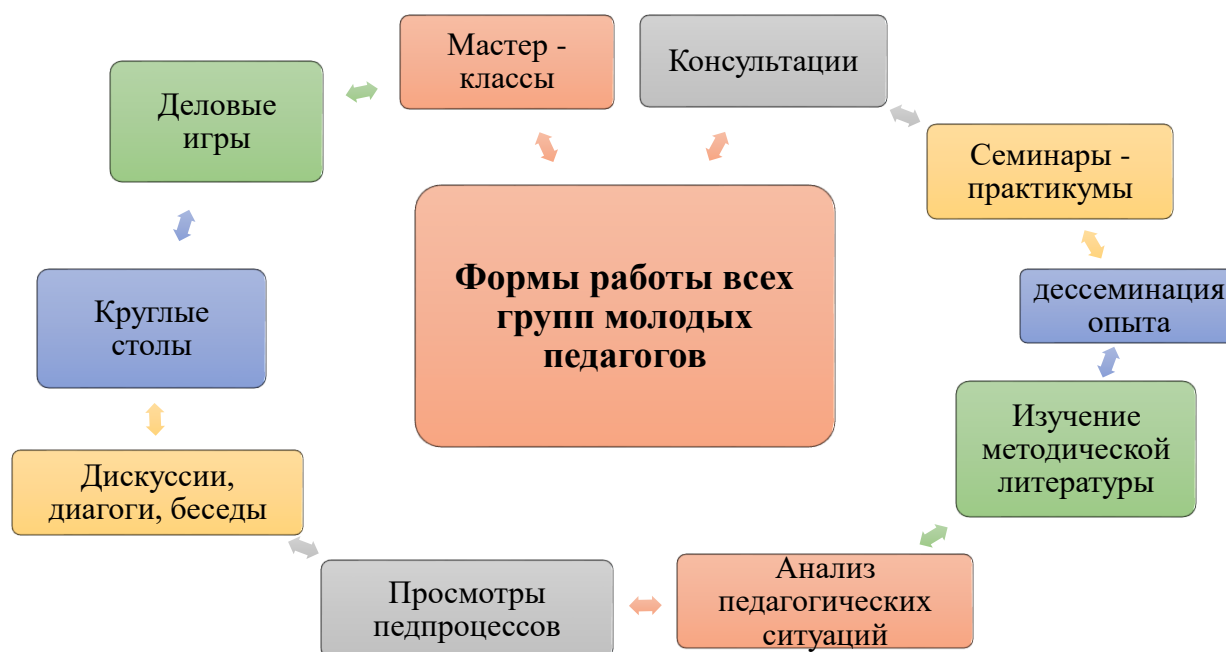 Мастер -
классы
Консультации
Деловые
игры
Семинары -
практикумы
Формы работы всех
групп молодых
педагогов
Круглые
столы
дессеминация
опыта
Изучение
методической
литературы
Дискуссии,
диагоги, беседы
Просмотры
педпроцессов
Анализ
педагогических
ситуаций